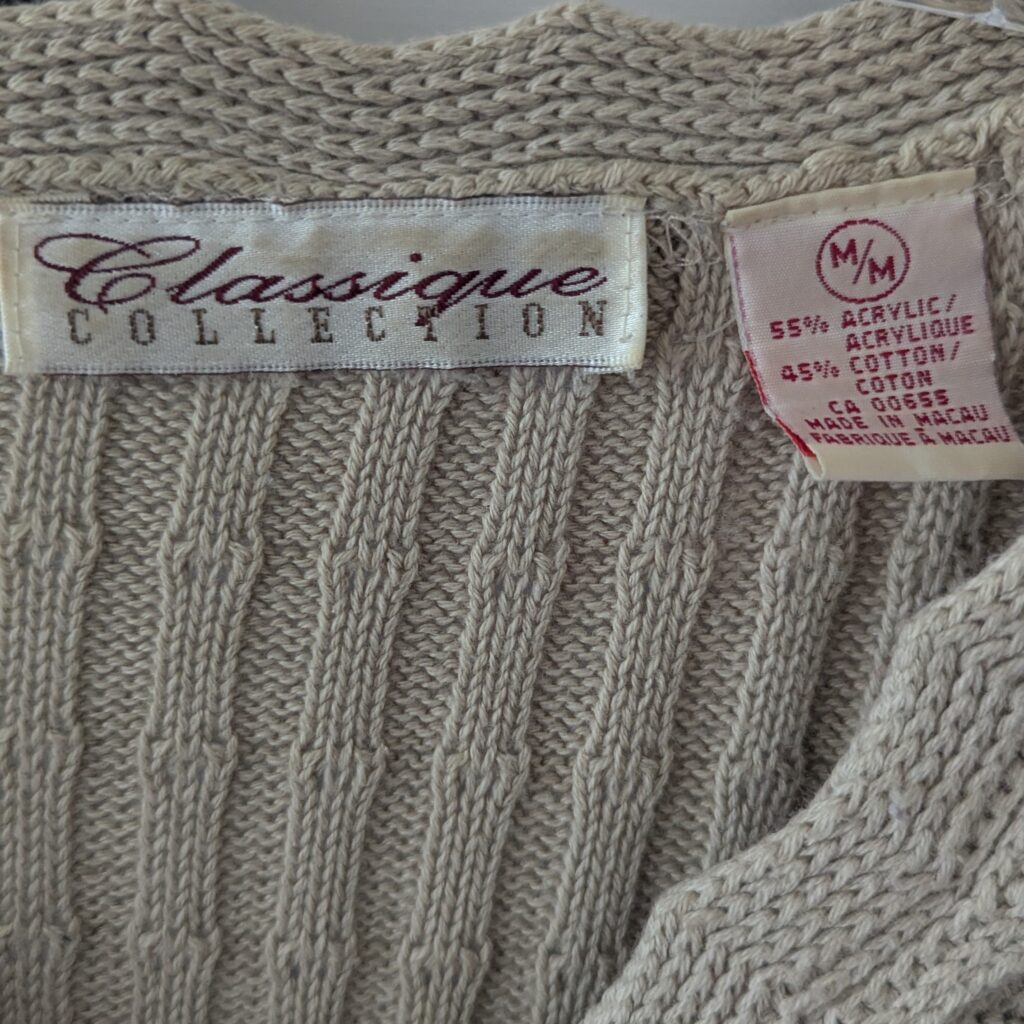 Classique
COLLECTION
M/M
55% ACRYLIC/
ACRYLIQUE
45% COTTON/
COTON
CA 00655
MADE IN MACAU
FABRIQUE A MACAU